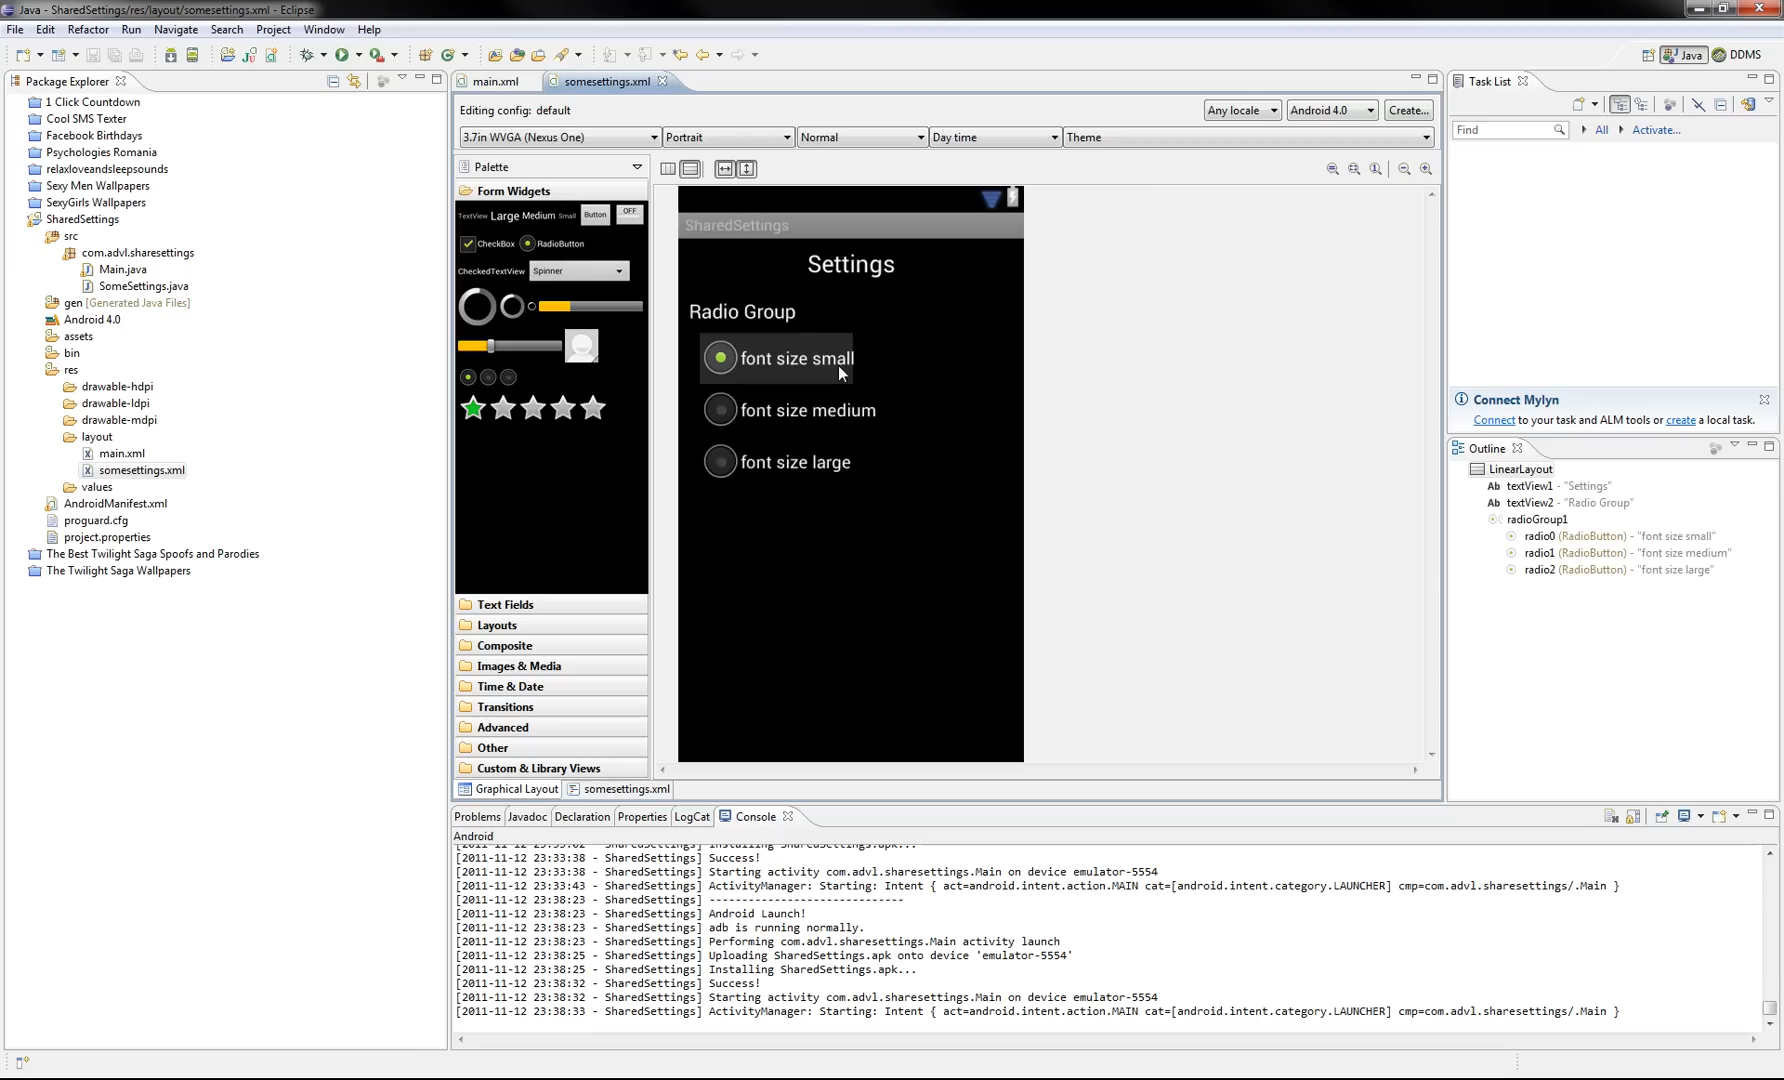 Java - SharedSettings/res/layout/somesettings.xml - Eclipse
File Edit Refactor Run Navigate Search Project Window Help
Java DDMS
Package Explorer
1 Click Countdown
Cool SMS Texter
Facebook Birthdays
Psychologies Romania
relaxloveandsleepsounds
Sexy Men Wallpapers
SexyGirls Wallpapers
SharedSettings
src
com.advl.sharesettings
Main.java
SomeSettings.java
gen [Generated Java Files]
Android 4.0
assets
bin
res
drawable-hdpi
drawable-ldpi
drawable-mdpi
layout
main.xml
somesettings.xml
values
AndroidManifest.xml
proguard.cfg
project.properties
The Best Twilight Saga Spoofs and Parodies
The Twilight Saga Wallpapers
main.xml somesettings.xml
Editing config: default Any locale Android 4.0 Create...
3.7in WVGA (Nexus One) Portrait Normal Day time Theme
Palette
Form Widgets
TextView Large Medium Small Button OFF
CheckBox RadioButton
CheckedTextView Spinner
Text Fields
Layouts
Composite
Images & Media
Time & Date
Transitions
Advanced
Other
Custom & Library Views
SharedSettings
Settings
Radio Group
font size small
font size medium
font size large
Graphical Layout somesettings.xml
Task List
Find All Activate...
Connect Mylyn
Connect to your task and ALM tools or create a local task.
Outline
LinearLayout
Ab textView1 - "Settings"
Ab textView2 - "Radio Group"
radioGroup1
radio0 (RadioButton) - "font size small"
radio1 (RadioButton) - "font size medium"
radio2 (RadioButton) - "font size large"
Problems Javadoc Declaration Properties LogCat Console
Android
[2011-11-12 23:33:38 - SharedSettings] Success!
[2011-11-12 23:33:38 - SharedSettings] Starting activity com.advl.sharesettings.Main on device emulator-5554
[2011-11-12 23:33:43 - SharedSettings] ActivityManager: Starting: Intent { act=android.intent.action.MAIN cat=[android.intent.category.LAUNCHER] cmp=com.advl.sharesettings/.Main }
[2011-11-12 23:38:23 - SharedSettings] ------------------------------
[2011-11-12 23:38:23 - SharedSettings] Android Launch!
[2011-11-12 23:38:23 - SharedSettings] adb is running normally.
[2011-11-12 23:38:23 - SharedSettings] Performing com.advl.sharesettings.Main activity launch
[2011-11-12 23:38:25 - SharedSettings] Uploading SharedSettings.apk onto device 'emulator-5554'
[2011-11-12 23:38:25 - SharedSettings] Installing SharedSettings.apk...
[2011-11-12 23:38:32 - SharedSettings] Success!
[2011-11-12 23:38:32 - SharedSettings] Starting activity com.advl.sharesettings.Main on device emulator-5554
[2011-11-12 23:38:33 - SharedSettings] ActivityManager: Starting: Intent { act=android.intent.action.MAIN cat=[android.intent.category.LAUNCHER] cmp=com.advl.sharesettings/.Main }